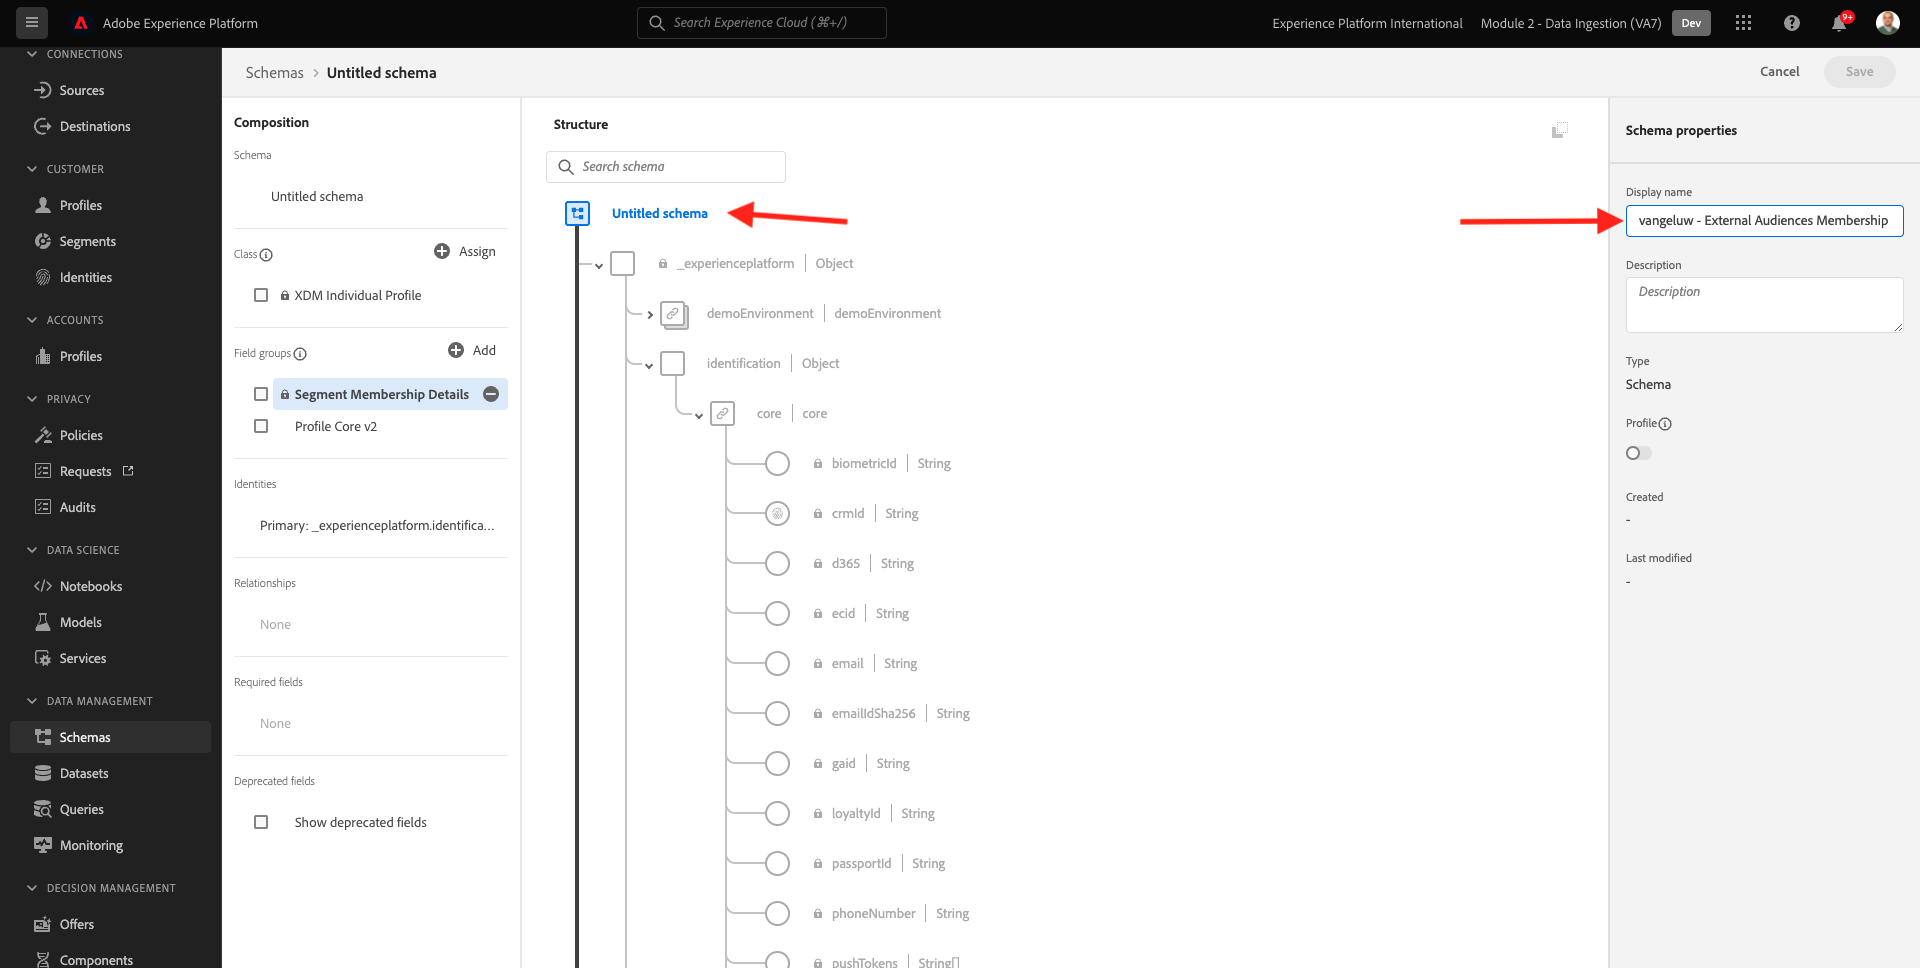 Adobe Experience Platform
Search Experience Cloud (⌘+/)
Experience Platform International
Module 2 - Data Ingestion (VA7)
Dev
9+
CONNECTIONS
Sources
Destinations
CUSTOMER
Profiles
Segments
Identities
ACCOUNTS
Profiles
PRIVACY
Policies
Requests
Audits
DATA SCIENCE
Notebooks
Models
Services
DATA MANAGEMENT
Schemas
Datasets
Queries
Monitoring
DECISION MANAGEMENT
Offers
Components
Schemas > Untitled schema
Cancel
Save
Composition
Schema
Untitled schema
Class
Assign
XDM Individual Profile
Field groups
Add
Segment Membership Details
Profile Core v2
Identities
Primary: _experienceplatform.identifica...
Relationships
None
Required fields
None
Deprecated fields
Show deprecated fields
Structure
Search schema
Untitled schema
_experienceplatform | Object
demoEnvironment | demoEnvironment
identification | Object
core | core
biometricId | String
crmId | String
d365 | String
ecid | String
email | String
emailIdSha256 | String
gaid | String
loyaltyId | String
passportId | String
phoneNumber | String
pushTokens | String[]
Schema properties
Display name
vangeluw - External Audiences Membership
Description
Description
Type
Schema
Profile
Created
-
Last modified
-